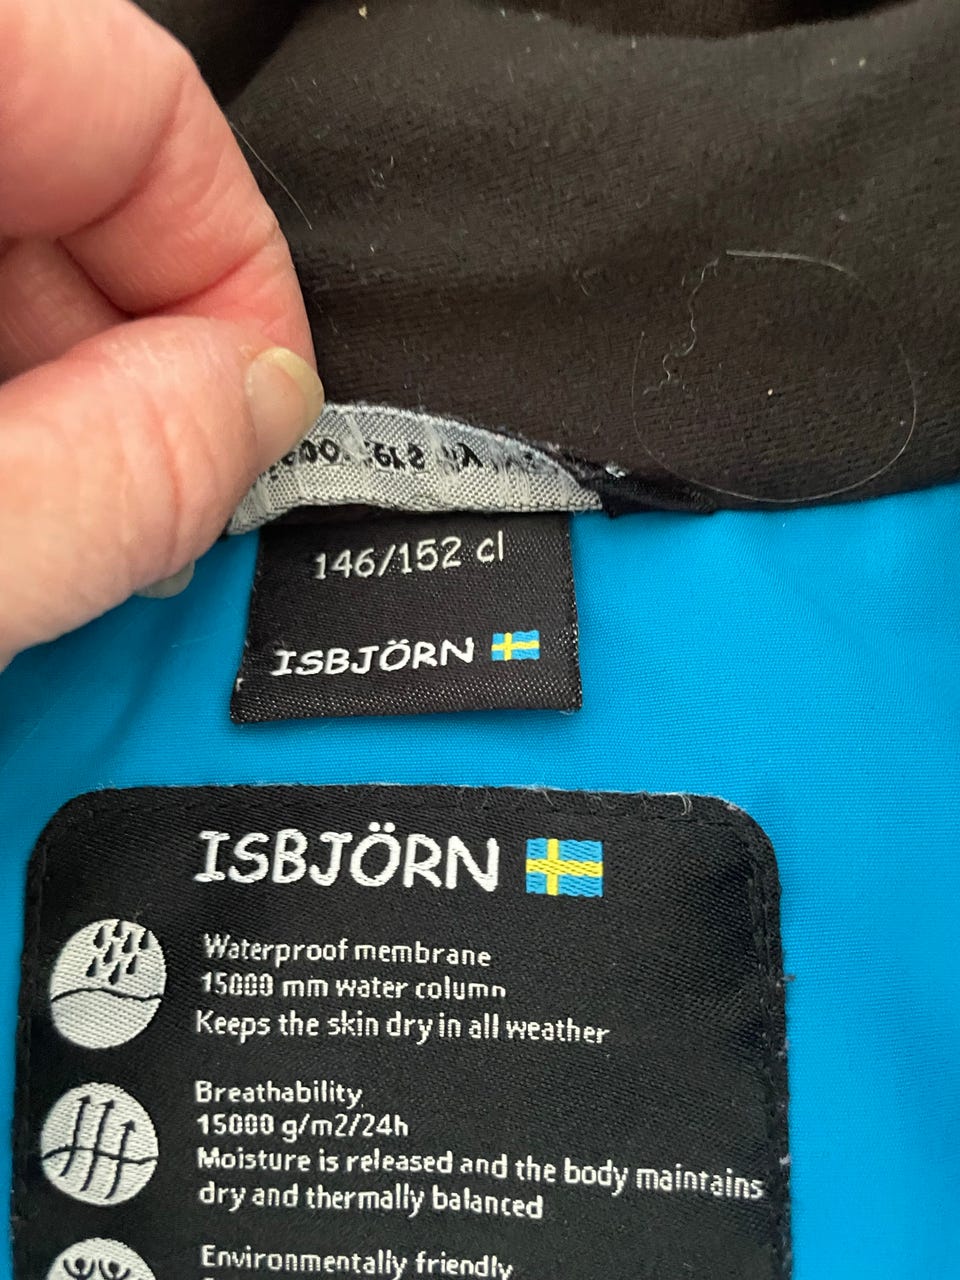 146/152 cl
ISBJÖRN
ISBJÖRN
Waterproof membrane
15000 mm water column
Keeps the skin dry in all weather
Breathability
15000 g/m2/24h
Moisture is released and the body maintains
dry and thermally balanced
Environmentally friendly